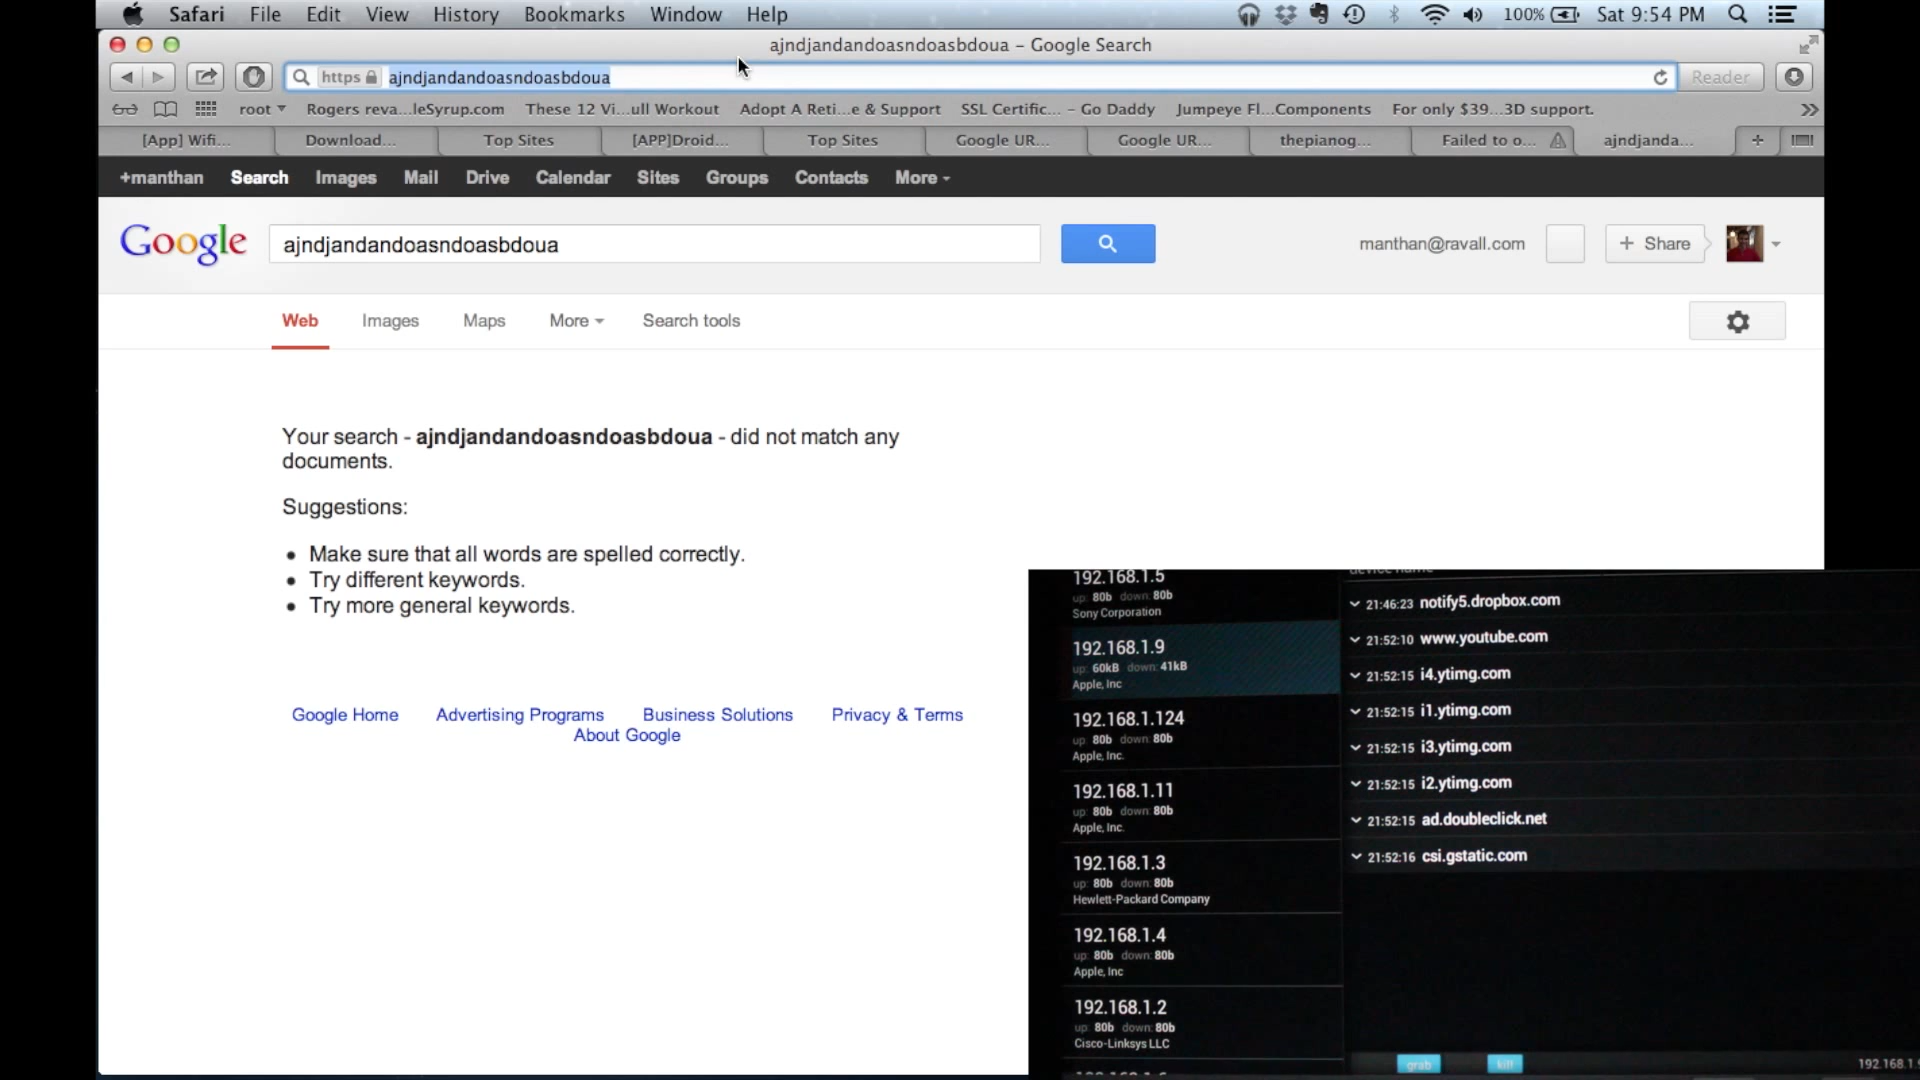 Safari File Edit View History Bookmarks Window Help 100% Sat 9:54 PM
ajndjandandoasndoasbdoua – Google Search
https ajndjandandoasndoasbdoua Reader
root Rogers reva...leSyrup.com These 12 Vi...ull Workout Adopt A Reti...e & Support SSL Certific... – Go Daddy Jumpeye Fl...Components For only $39...3D support.
[App] Wifi... Download... Top Sites [APP]Droid... Top Sites Google UR... Google UR... thepianog... Failed to o... ajndjanda...
+manthan Search Images Mail Drive Calendar Sites Groups Contacts More
Google ajndjandandoasndoasbdoua manthan@ravall.com + Share
Web Images Maps More Search tools
Your search - ajndjandandoasndoasbdoua - did not match any
documents.
Suggestions:
Make sure that all words are spelled correctly.
Try different keywords.
Try more general keywords.
Google Home Advertising Programs Business Solutions Privacy & Terms
About Google
192.168.1.5
up: 80b down: 80b
Sony Corporation
192.168.1.9
up: 60kB down: 41kB
Apple, Inc
192.168.1.124
up: 80b down: 80b
Apple, Inc.
192.168.1.11
up: 80b down: 80b
Apple, Inc.
192.168.1.3
up: 80b down: 80b
Hewlett-Packard Company
192.168.1.4
up: 80b down: 80b
Apple, Inc
192.168.1.2
up: 80b down: 80b
Cisco-Linksys LLC
device name
21:46:23 notify5.dropbox.com
21:52:10 www.youtube.com
21:52:15 i4.ytimg.com
21:52:15 i1.ytimg.com
21:52:15 i3.ytimg.com
21:52:15 i2.ytimg.com
21:52:15 ad.doubleclick.net
21:52:16 csi.gstatic.com
grab kill 192.168.1.